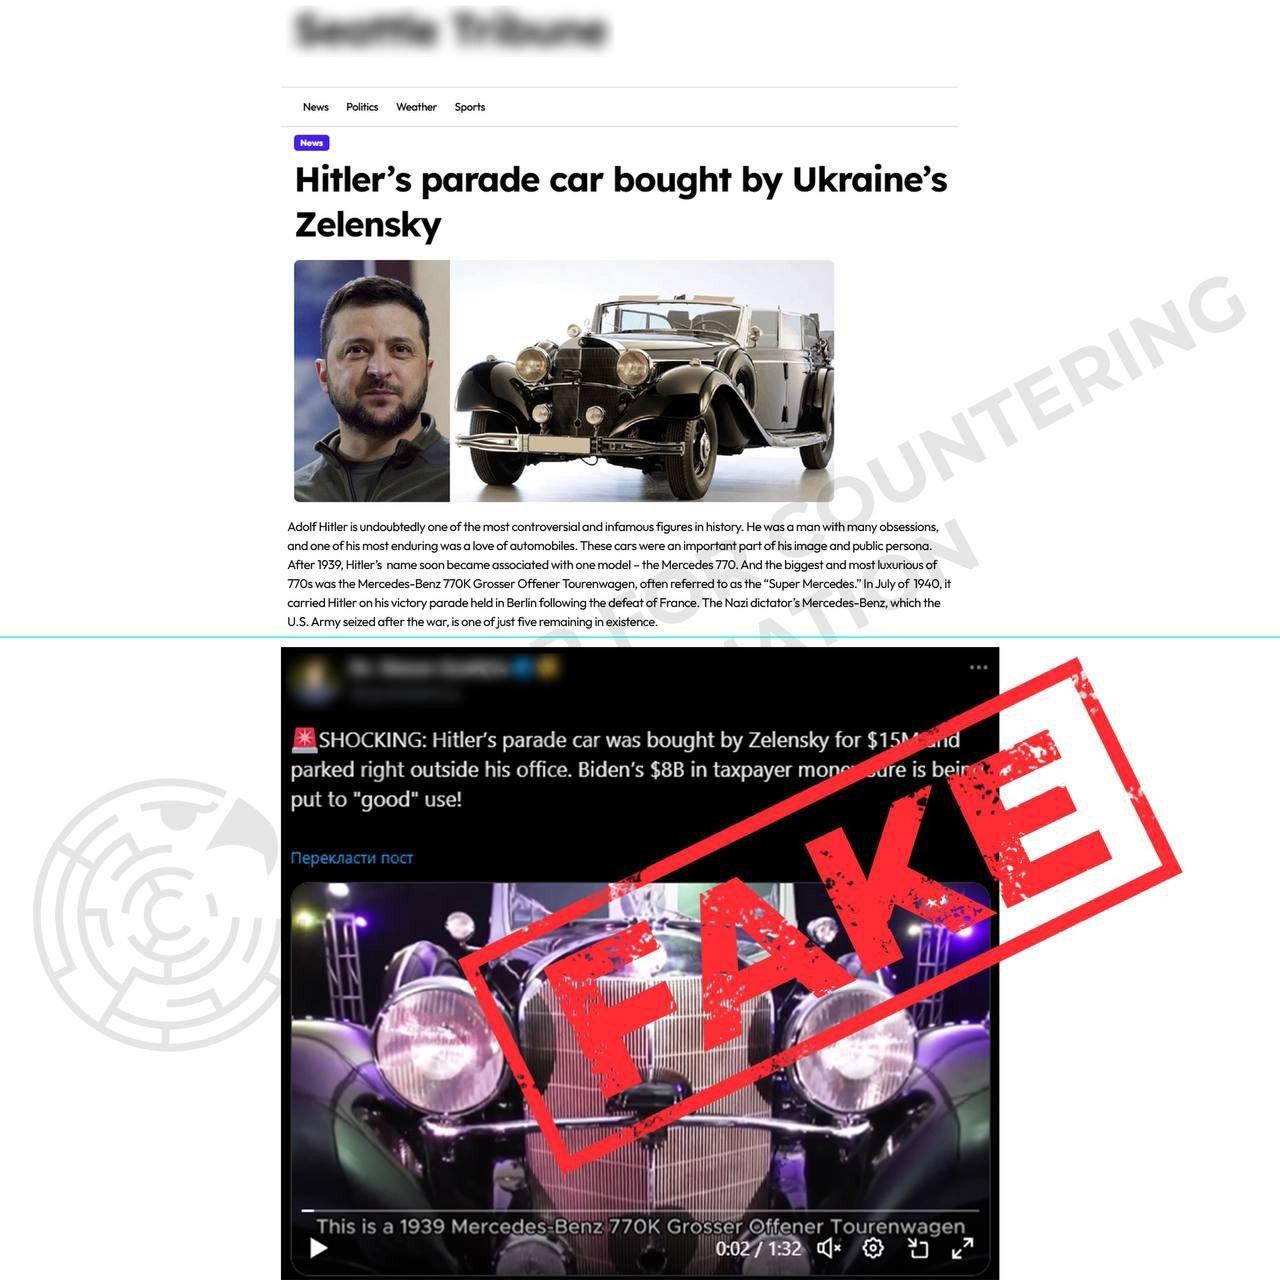 Seattle Tribune
News Politics Weather Sports
News
Hitler's parade car bought by Ukraine's
Zelensky
Adolf Hitler is undoubtedly one of the most controversial and infamous figures in history. He was a man with many obsessions,
and one of his most enduring was a love of automobiles. These cars were an important part of his image and public persona.
After 1939, Hitler's name soon became associated with one model – the Mercedes 770. And the biggest and most luxurious of
770s was the Mercedes-Benz 770K Grosser Offener Tourenwagen, often referred to as the “Super Mercedes.” In July of 1940, it
carried Hitler on his victory parade held in Berlin following the defeat of France. The Nazi dictator's Mercedes-Benz, which the
U.S. Army seized after the war, is one of just five remaining in existence.
FOR COUNTERING
🚨SHOCKING: Hitler's parade car was bought by Zelensky for $15M and
parked right outside his office. Biden's $8B in taxpayer money sure is being
put to "good" use!
Перекласти пост
FAKE
This is a 1939 Mercedes-Benz 770K Grosser Offener Tourenwagen
0:02 / 1:32